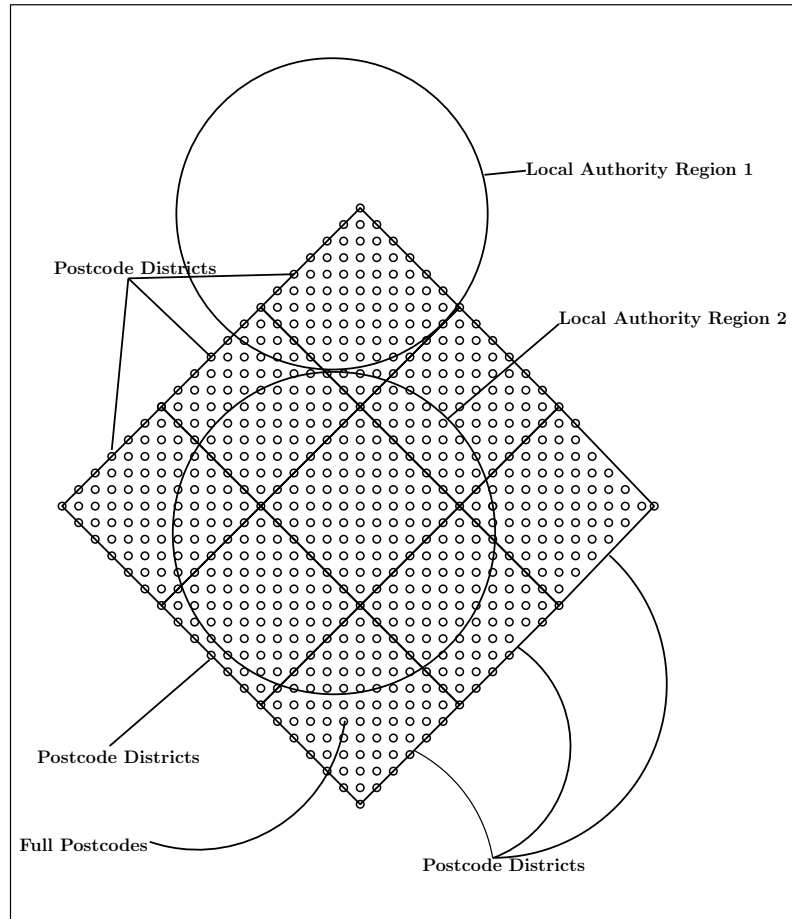 Local Authority Region 1
Postcode Districts
Local Authority Region 2
Postcode Districts
Full Postcodes
Postcode Districts